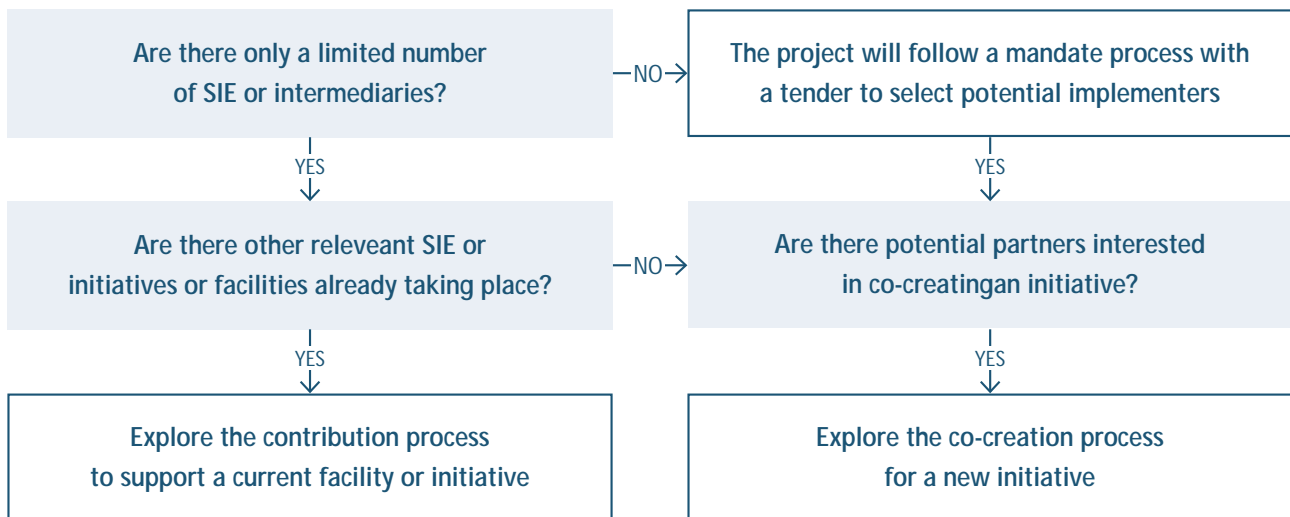 Are there only a limited number
of SIE or intermediaries?
NO
The project will follow a mandate process with
a tender to select potential implementers
YES
YES
Are there other releveant SIE or
initiatives or facilities already taking place?
NO
Are there potential partners interested
in co-creatingan initiative?
YES
YES
Explore the contribution process
to support a current facility or initiative
Explore the co-creation process
for a new initiative